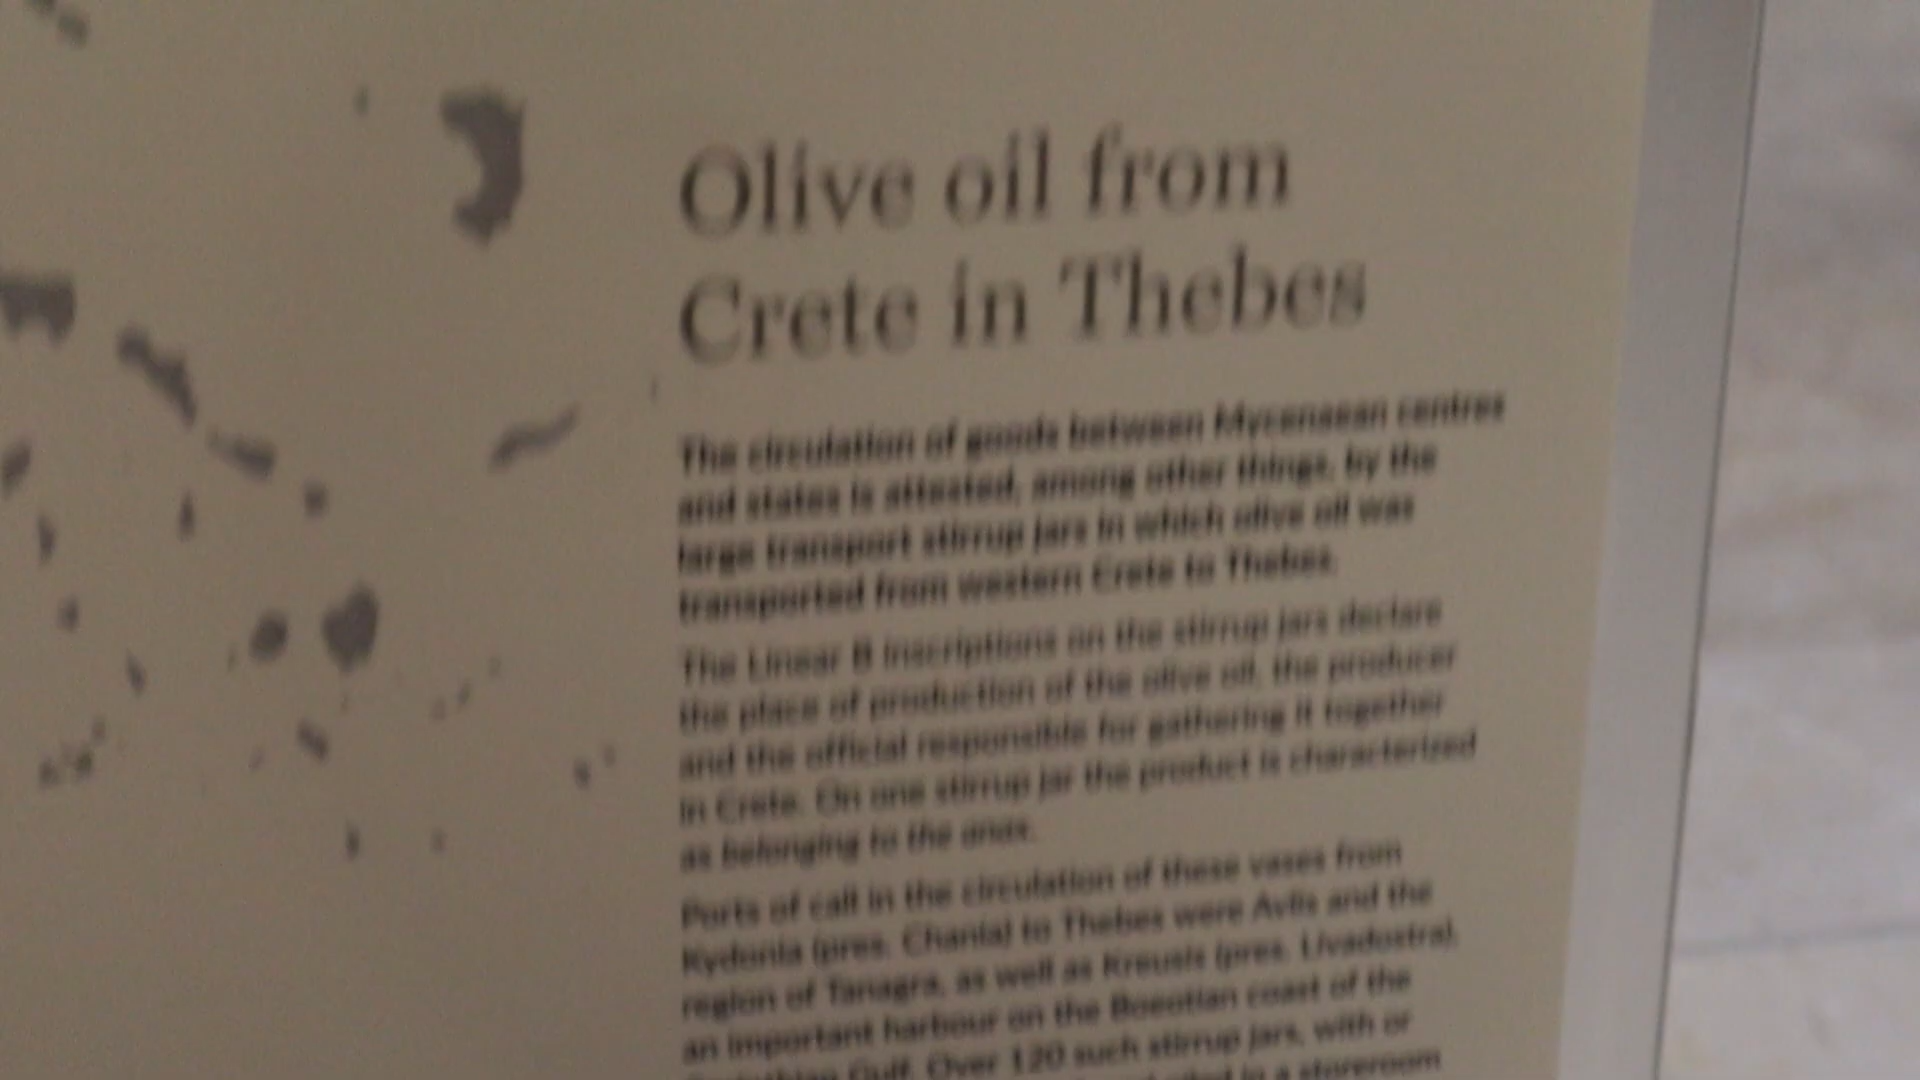 Olive oil from
Crete in Thebes
The circulation of goods between Mycenaean centres
and states is attested, among other things, by the
large transport stirrup jars in which olive oil was
transported from western Crete to Thebes.
The Linear B inscriptions on the stirrup jars declare
the place of production of the olive oil, the producer
and the official responsible for gathering it together
in Crete. On one stirrup jar the product is characterized
as belonging to the anax.
Ports of call in the circulation of these vases from
Kydonia (pres. Chania) to Thebes were Avlis and the
region of Tanagra, as well as Kreusis (pres. Livadostra),
an important harbour on the Boeotian coast of the
Gulf. Over 120 such stirrup jars, with or
in a storeroom